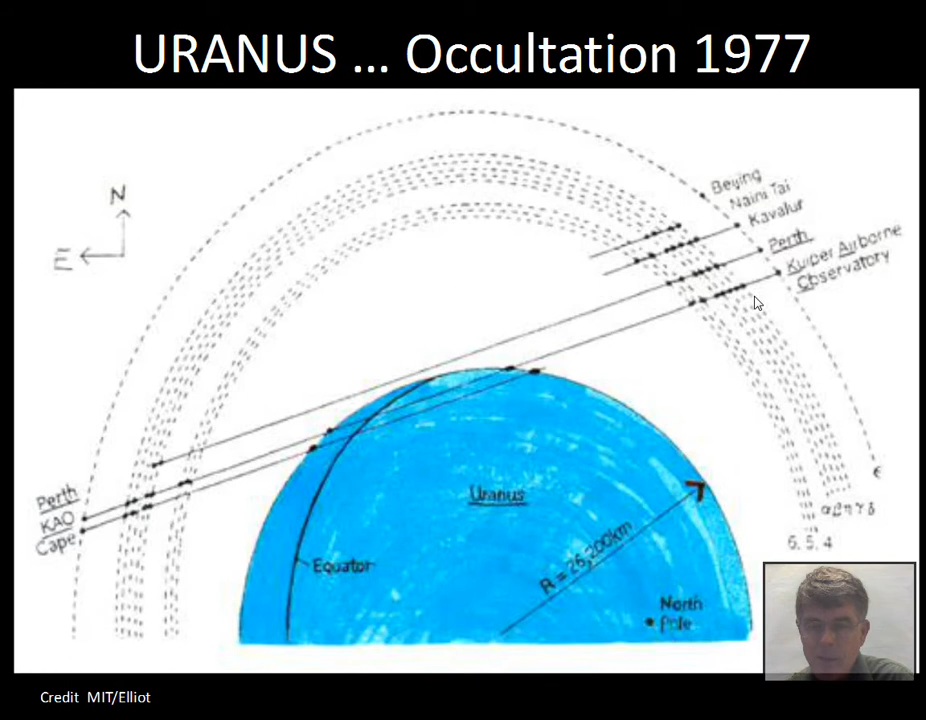 URANUS ... Occultation 1977
N
E
Beijing
Naini Tai
Kavalur
Perth
Kuiper Airborne
Observatory
Perth
KAO
Cape
Uranus
R = 26,200km
Equator
North
Pole
ϵ
α β η γ δ
6, 5, 4
Credit MIT/Elliot